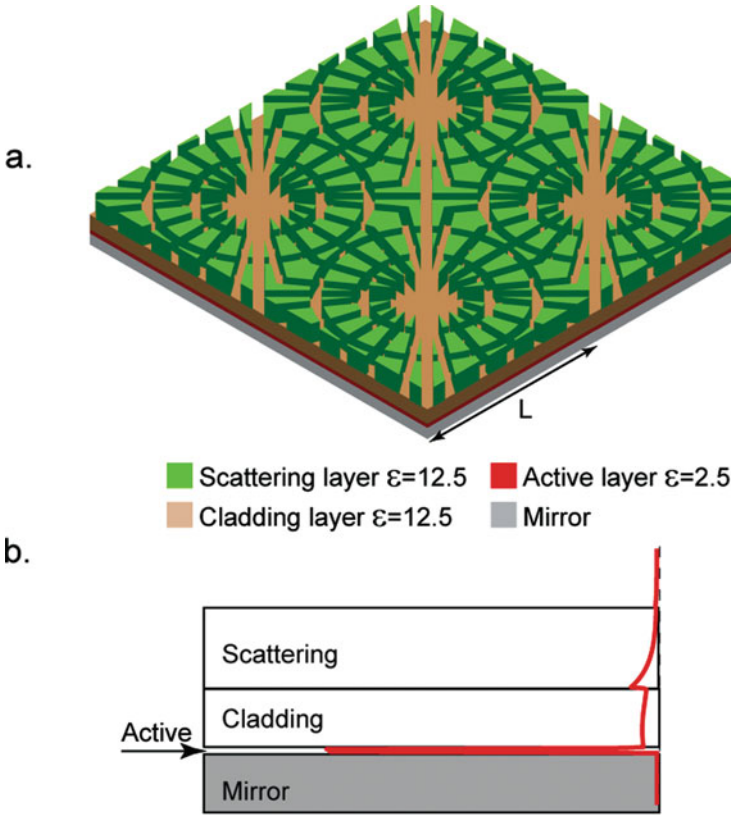 a.
L
Scattering layer ε=12.5
Active layer ε=2.5
Cladding layer ε=12.5
Mirror
b.
Scattering
Cladding
Active
Mirror